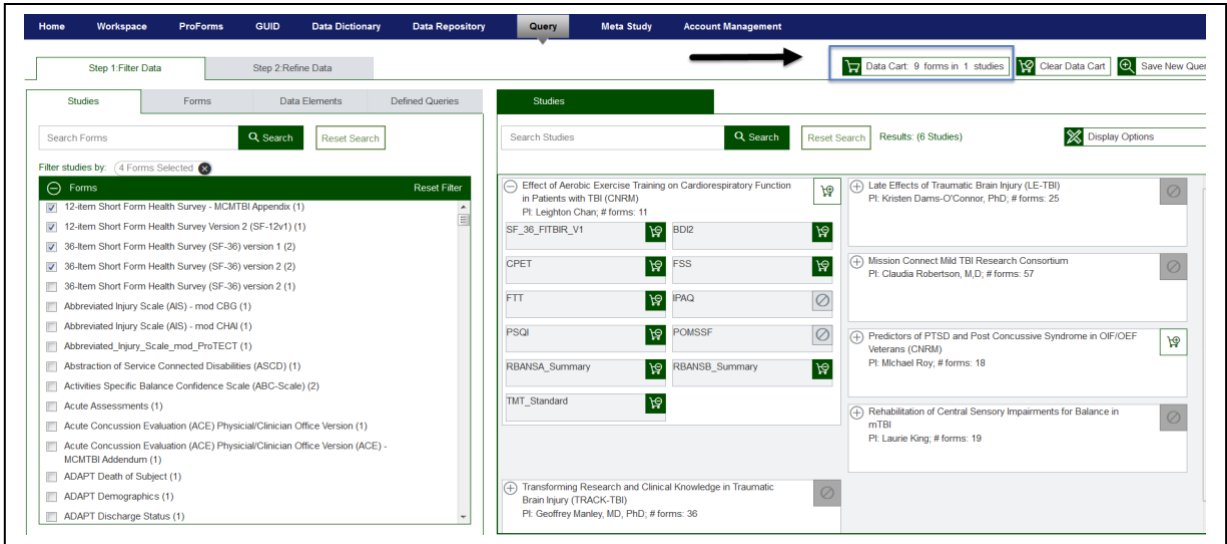 Home Workspace ProForms GUID Data Dictionary Data Repository Query Meta Study Account Management
Step 1:Filter Data Step 2:Refine Data
Data Cart: 9 forms in 1 studies Clear Data Cart Save New Quer
Studies Forms Data Elements Defined Queries
Search Forms Search Reset Search
Filter studies by: 4 Forms Selected
Forms Reset Filter
12-item Short Form Health Survey - MCMTBI Appendix (1)
12-item Short Form Health Survey Version 2 (SF-12v1) (1)
36-Item Short Form Health Survey (SF-36) version 1 (2)
36-Item Short Form Health Survey (SF-36) version 2 (2)
36-Item Short Form Health Survey (SF-36) version 2 (1)
Abbreviated Injury Scale (AIS) - mod CBG (1)
Abbreviated Injury Scale (AIS) - mod CHAI (1)
Abbreviated_Injury_Scale_mod_ProTECT (1)
Abstraction of Service Connected Disabilities (ASCD) (1)
Activities Specific Balance Confidence Scale (ABC-Scale) (2)
Acute Assessments (1)
Acute Concussion Evaluation (ACE) Physicial/Clinician Office Version (1)
Acute Concussion Evaluation (ACE) Physicial/Clinician Office Version (ACE) -
MCMTBI Addendum (1)
ADAPT Death of Subject (1)
ADAPT Demographics (1)
ADAPT Discharge Status (1)
Studies
Search Studies Search Reset Search Results: (6 Studies) Display Options
Effect of Aerobic Exercise Training on Cardiorespiratory Function
in Patients with TBI (CNRM)
PI: Leighton Chan; # forms: 11
SF_36_FITBIR_V1 BDI2
CPET FSS
FTT IPAQ
PSQI POMSSF
RBANSA_Summary RBANSB_Summary
TMT_Standard
Transforming Research and Clinical Knowledge in Traumatic
Brain Injury (TRACK-TBI)
PI: Geoffrey Manley, MD, PhD; # forms: 36
Late Effects of Traumatic Brain Injury (LE-TBI)
PI: Kristen Dams-O'Connor, PhD; # forms: 25
Mission Connect Mild TBI Research Consortium
PI: Claudia Robertson, M,D; # forms: 57
Predictors of PTSD and Post Concussive Syndrome in OIF/OEF
Veterans (CNRM)
PI: MIchael Roy; # forms: 18
Rehabilitation of Central Sensory Impairments for Balance in
mTBI
PI: Laurie King; # forms: 19